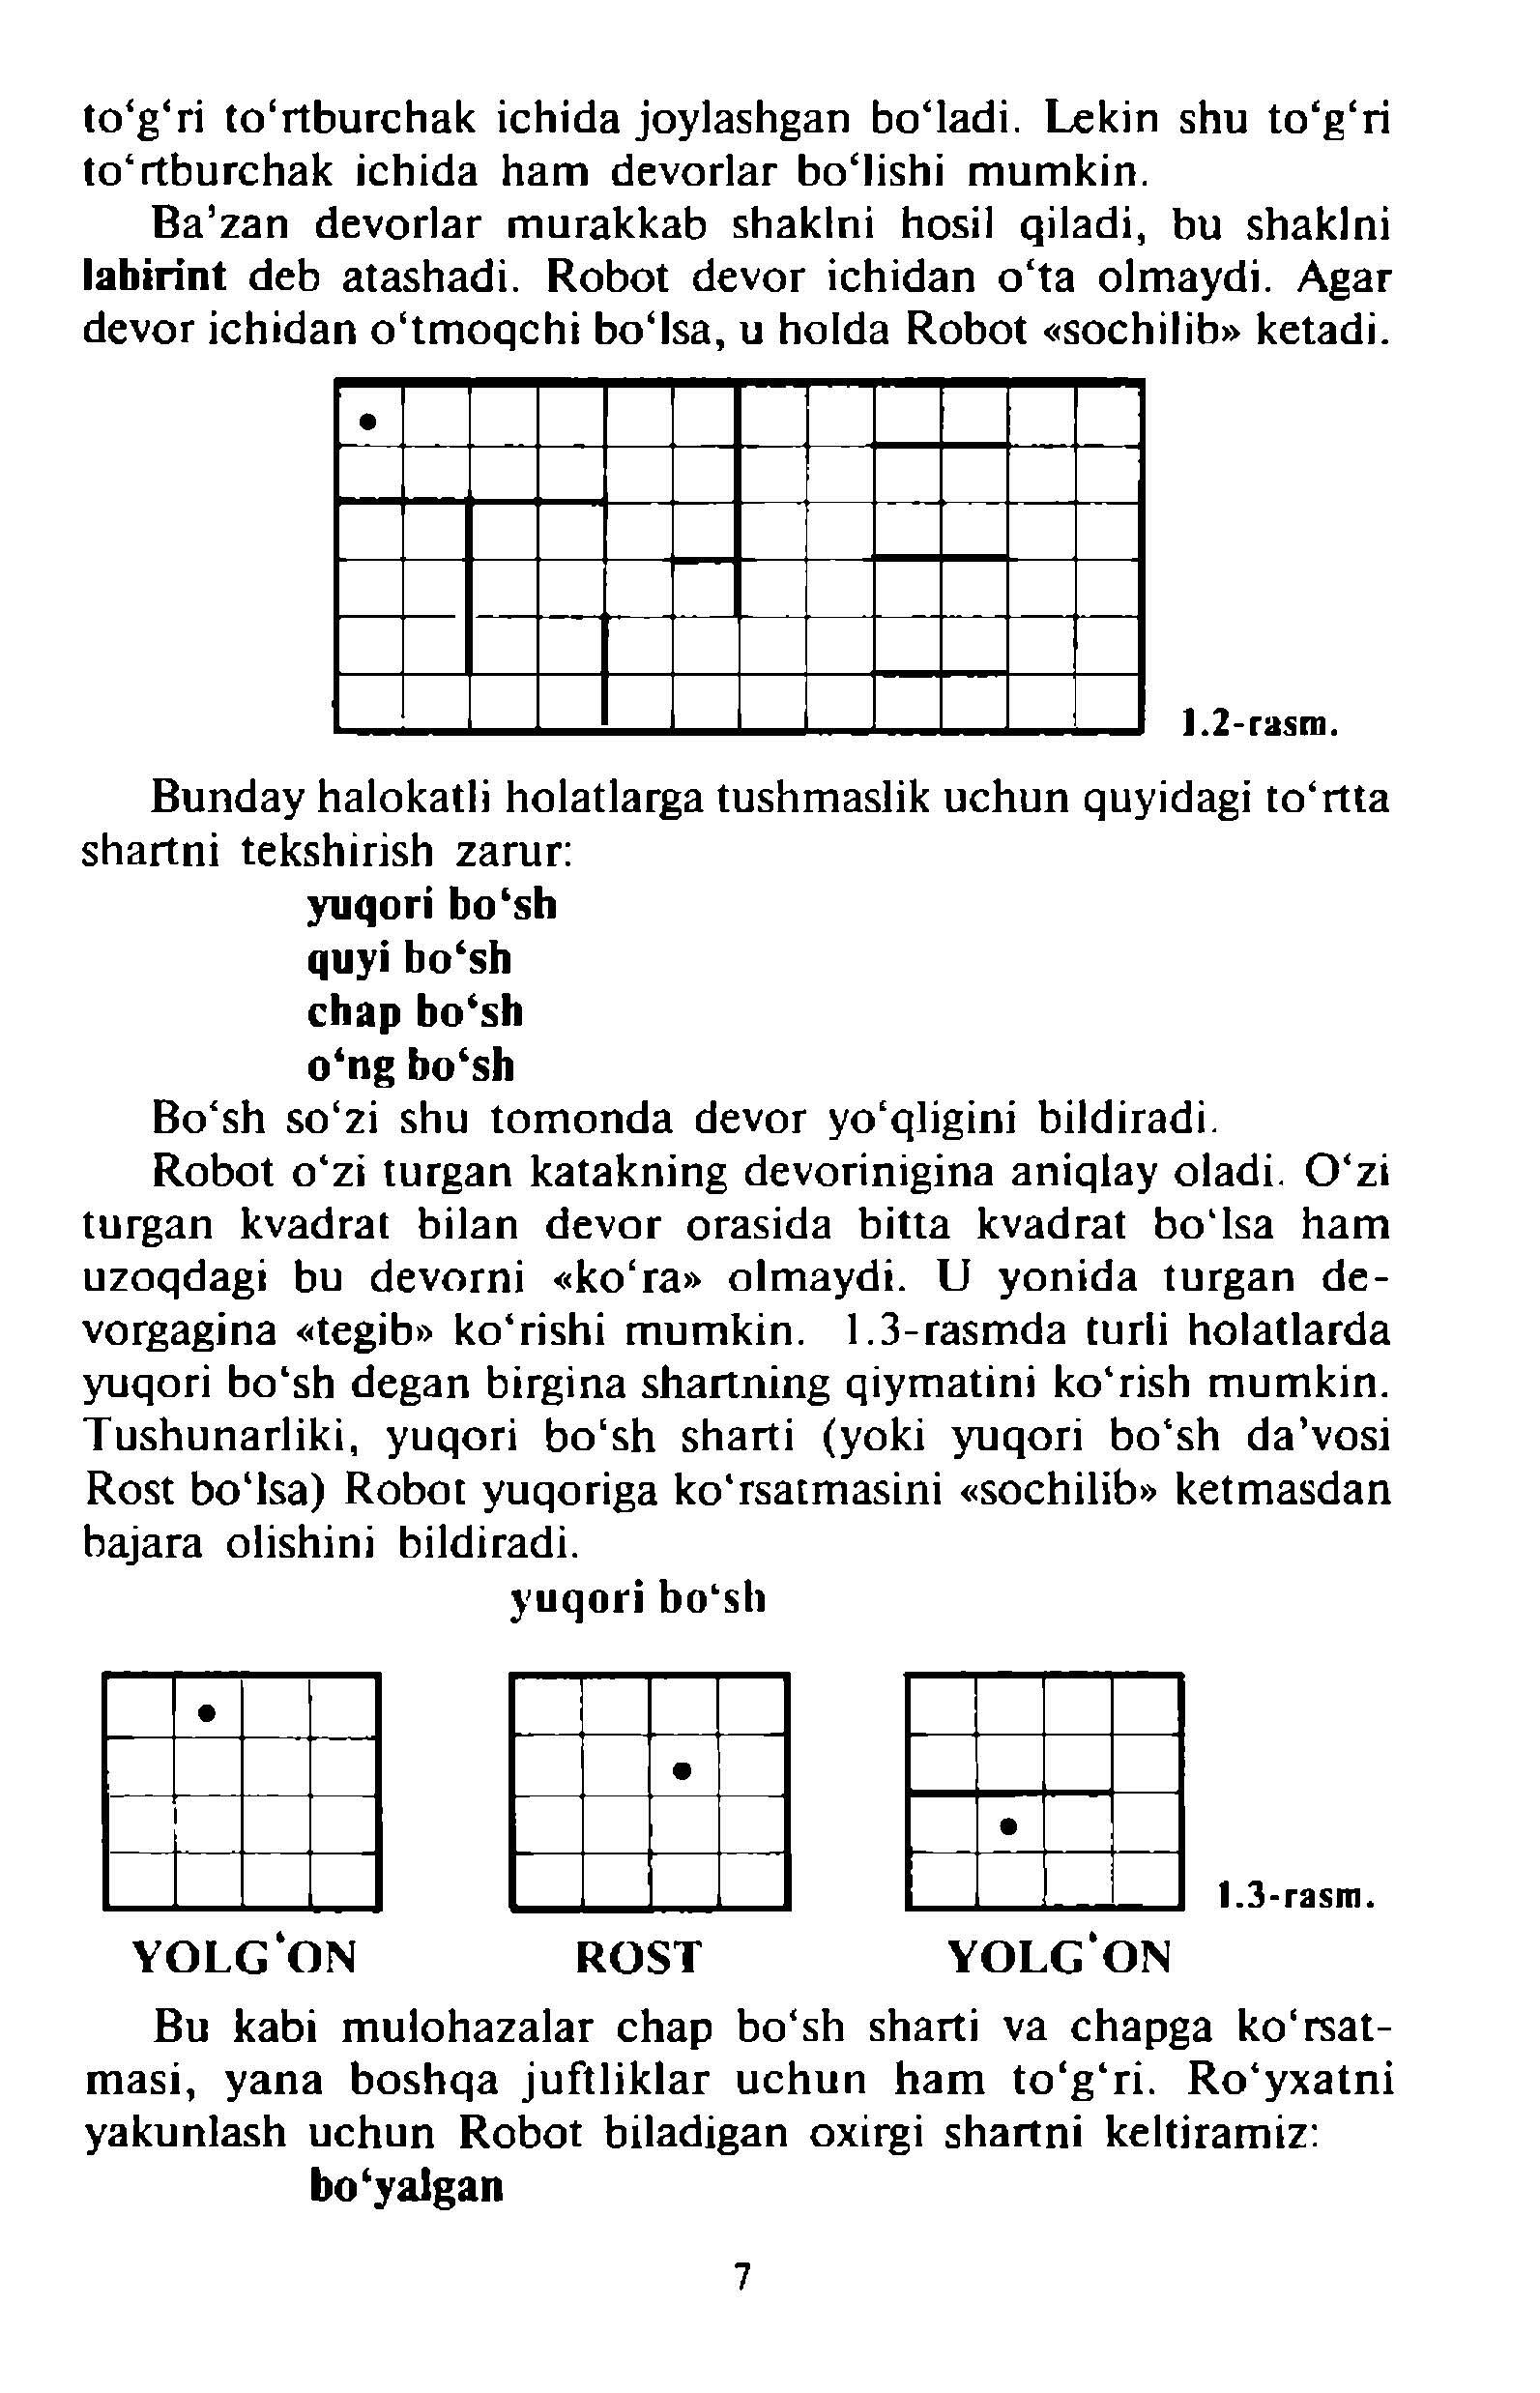 to‘g‘ri to‘rtburchak ichida joylashgan bo‘ladi. Lekin shu to‘g‘ri
to‘rtburchak ichida ham devorlar bo‘lishi mumkin.
Ba’zan devorlar murakkab shaklni hosil qiladi, bu shaklni
labirint deb atashadi. Robot devor ichidan o‘ta olmaydi. Agar
devor ichidan o‘tmoqchi bo‘lsa, u holda Robot «sochilib» ketadi.
1.2-rasm.
Bunday halokatli holatlarga tushmaslik uchun quyidagi to‘rtta
shartni tekshirish zarur:
yuqori bo‘sh
quyi bo‘sh
chap bo‘sh
o‘ng bo‘sh
Bo‘sh so‘zi shu tomonda devor yo‘qligini bildiradi.
Robot o‘zi turgan katakning devorinigina aniqlay oladi. O‘zi
turgan kvadrat bilan devor orasida bitta kvadrat bo‘lsa ham
uzoqdagi bu devorni «ko‘ra» olmaydi. U yonida turgan de-
vorgagina «tegib» ko‘rishi mumkin. 1.3-rasmda turli holatlarda
yuqori bo‘sh degan birgina shartning qiymatini ko‘rish mumkin.
Tushunarliki, yuqori bo‘sh sharti (yoki yuqori bo‘sh da’vosi
Rost bo‘lsa) Robot yuqoriga ko‘rsatmasini «sochilib» ketmasdan
bajara olishini bildiradi.
yuqori bo‘sh
1.3-rasm.
YOLG‘ON ROST YOLG‘ON
Bu kabi mulohazalar chap bo‘sh sharti va chapga ko‘rsat-
masi, yana boshqa juftliklar uchun ham to‘g‘ri. Ro‘yxatni
yakunlash uchun Robot biladigan oxirgi shartni keltiramiz:
bo‘yalgan
7